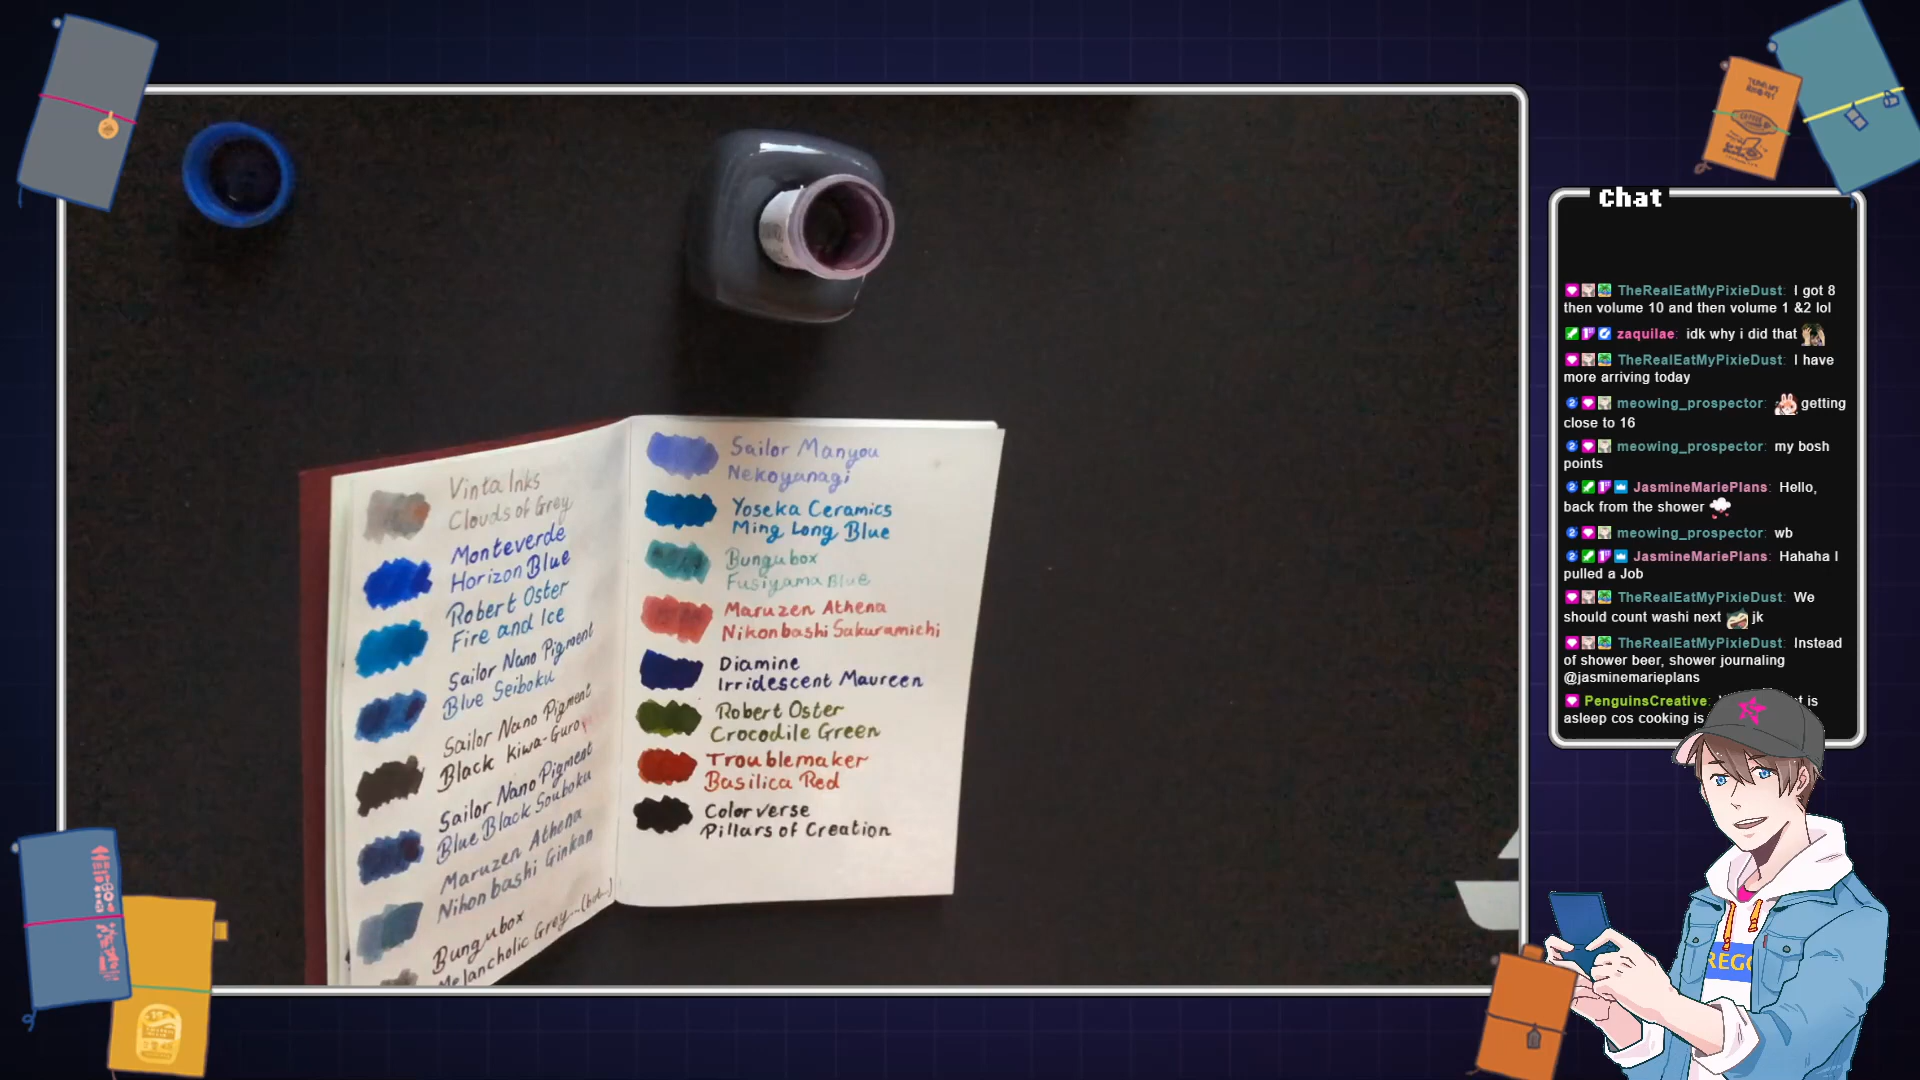 Vinta Inks
Clouds of Grey
Monteverde
Horizon Blue
Robert Oster
Fire and Ice
Sailor Nano Pigment
Blue Seiboku
Sailor Nano Pigment
Black Kiwa-Guro
Sailor Nano Pigment
Blue Black Souboku
Maruzen Athena
Nihonbashi Ginkan
Bungubox
Melancholic Grey...(but...)
Sailor Manyou
Nekoyanagi
Yoseka Ceramics
Ming Long Blue
Bungubox
Fusiyama Blue
Maruzen Athena
Nikonbashi Sakuramichi
Diamine
Irridescent Maureen
Robert Oster
Crocodile Green
Troublemaker
Basilica Red
Colorverse
Pillars of Creation
chat
TheRealEatMyPixieDust: I got 8
then volume 10 and then volume 1 &2 lol
zaquilae: idk why i did that
TheRealEatMyPixieDust: I have
more arriving today
meowing_prospector: getting
close to 16
meowing_prospector: my bosh
points
JasmineMariePlans: Hello,
back from the shower
meowing_prospector: wb
JasmineMariePlans: Hahaha I
pulled a Job
TheRealEatMyPixieDust: We
should count washi next jk
TheRealEatMyPixieDust: Instead
of shower beer, shower journaling
@jasminemarieplans
PenguinsCreative: is
asleep cos cooking is